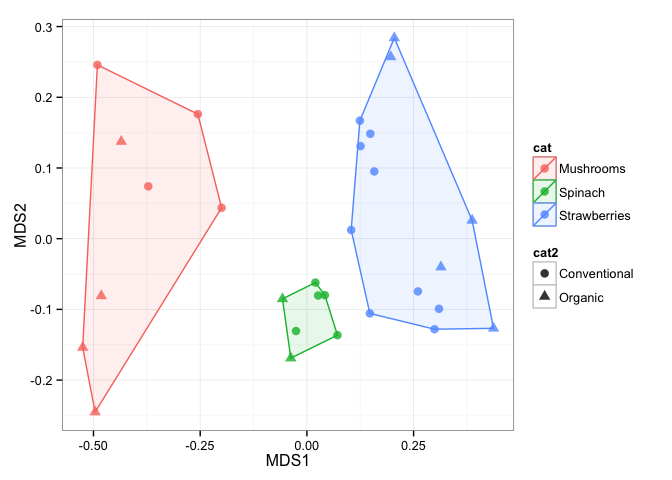 0.3
0.2
0.1
0.0
-0.1
-0.2
MDS2
-0.50
-0.25
0.00
0.25
MDS1
cat
Mushrooms
Spinach
Strawberries
cat2
Conventional
Organic